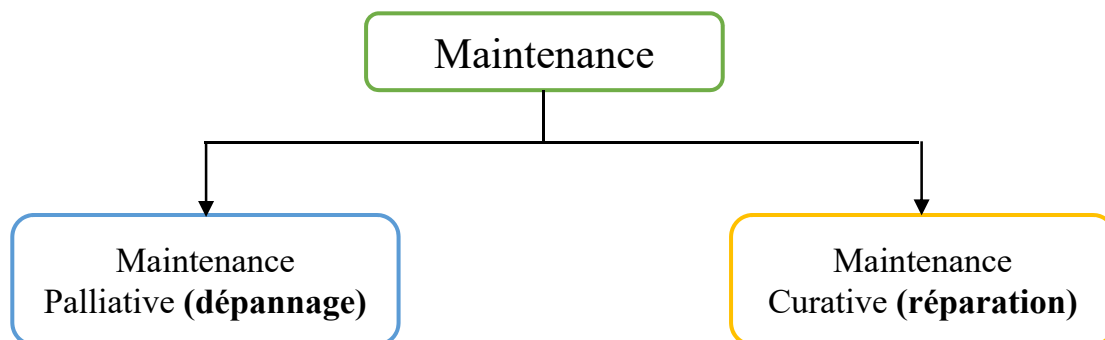 Maintenance
Maintenance
Palliative (dépannage)
Maintenance
Curative (réparation)